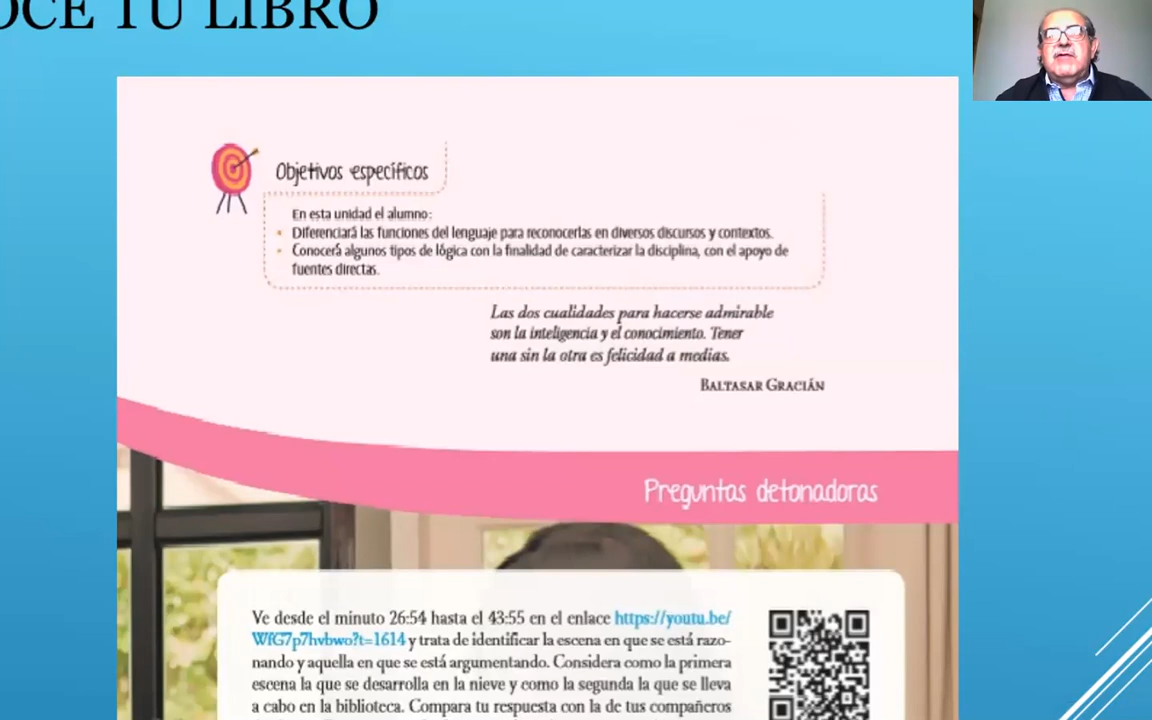 OCE TU LIBRO
Objetivos específicos
En esta unidad el alumno:
• Diferenciará las funciones del lenguaje para reconocerlas en diversos discursos y contextos.
• Conocerá algunos tipos de lógica con la finalidad de caracterizar la disciplina, con el apoyo de
fuentes directas.
Las dos cualidades para hacerse admirable
son la inteligencia y el conocimiento. Tener
una sin la otra es felicidad a medias.
Baltasar Gracián
Preguntas detonadoras
Ve desde el minuto 26:54 hasta el 43:55 en el enlace https://youtu.be/
WfG7p7hvbwo?t=1614 y trata de identificar la escena en que se está razo-
nando y aquella en que se está argumentando. Considera como la primera
escena la que se desarrolla en la nieve y como la segunda la que se lleva
a cabo en la biblioteca. Compara tu respuesta con la de tus compañeros